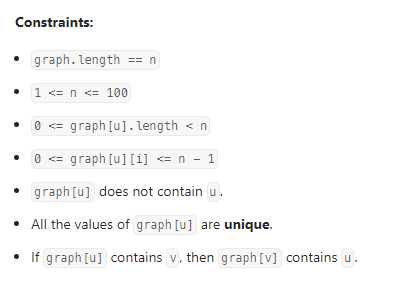 Constraints:
graph.length == n
1 <= n <= 100
0 <= graph[u].length < n
0 <= graph[u][i] <= n - 1
graph[u] does not contain u.
All the values of graph[u] are unique.
If graph[u] contains v, then graph[v] contains u.